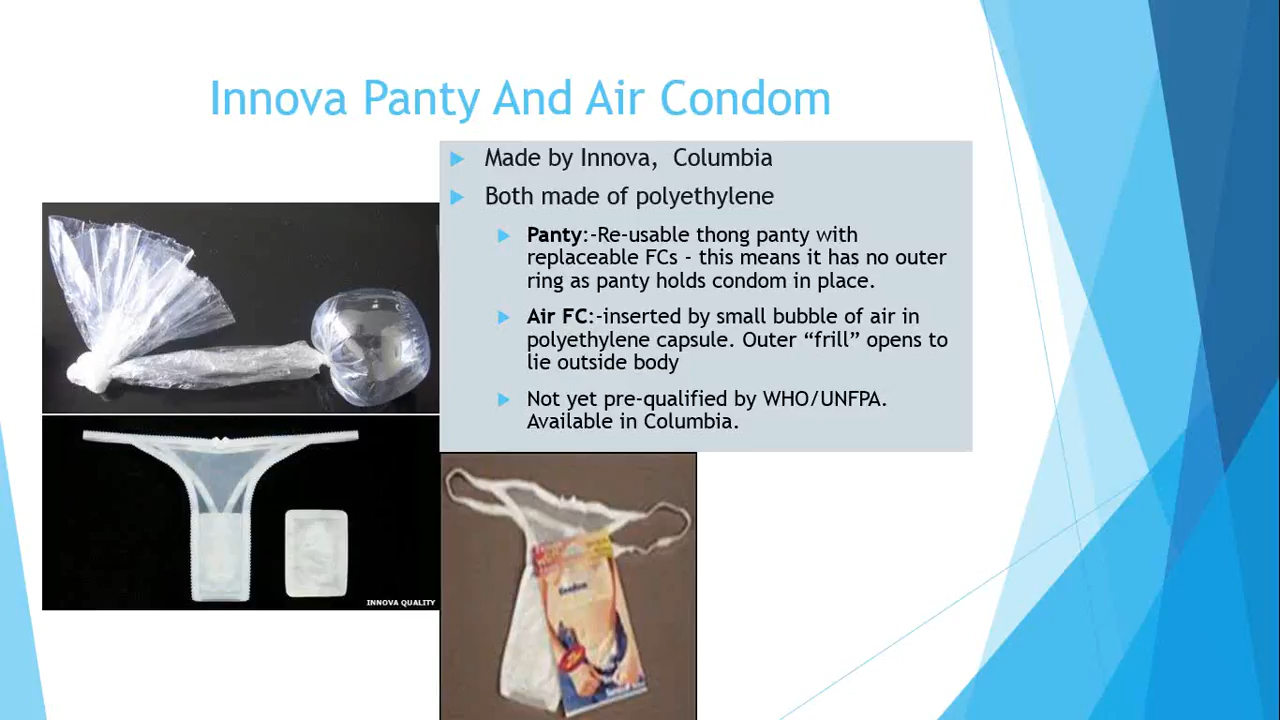 Innova Panty And Air Condom
Made by Innova,  Columbia
Both made of polyethylene
Panty:-Re-usable thong panty with
replaceable FCs - this means it has no outer
ring as panty holds condom in place.
Air FC:-inserted by small bubble of air in
polyethylene capsule. Outer “frill” opens to
lie outside body
Not yet pre-qualified by WHO/UNFPA.
Available in Columbia.
INNOVA QUALITY